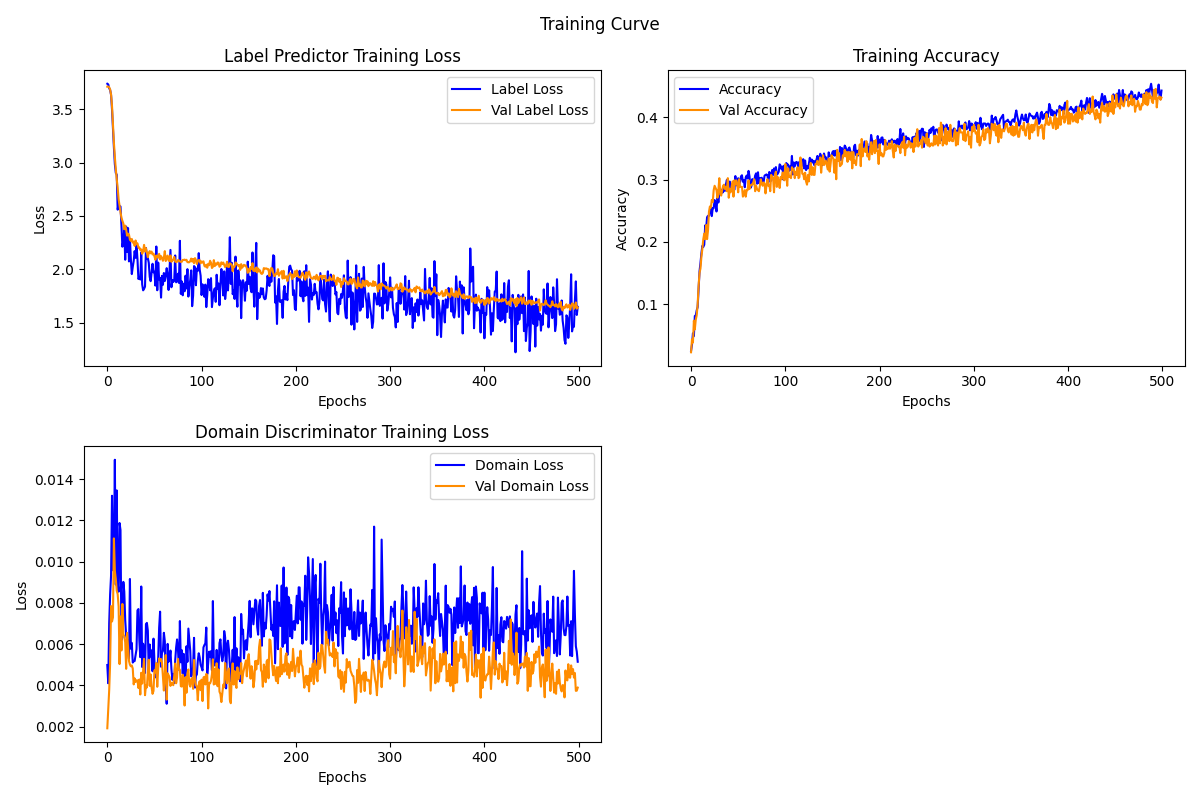 Training Curve
Label Predictor Training Loss
Label Loss
Val Label Loss
3.5
3.0
2.5
2.0
1.5
Loss
0
100
200
300
400
500
Epochs
Training Accuracy
Accuracy
Val Accuracy
0.4
0.3
0.2
0.1
Accuracy
0
100
200
300
400
500
Epochs
Domain Discriminator Training Loss
Domain Loss
Val Domain Loss
0.014
0.012
0.010
0.008
0.006
0.004
0.002
Loss
0
100
200
300
400
500
Epochs